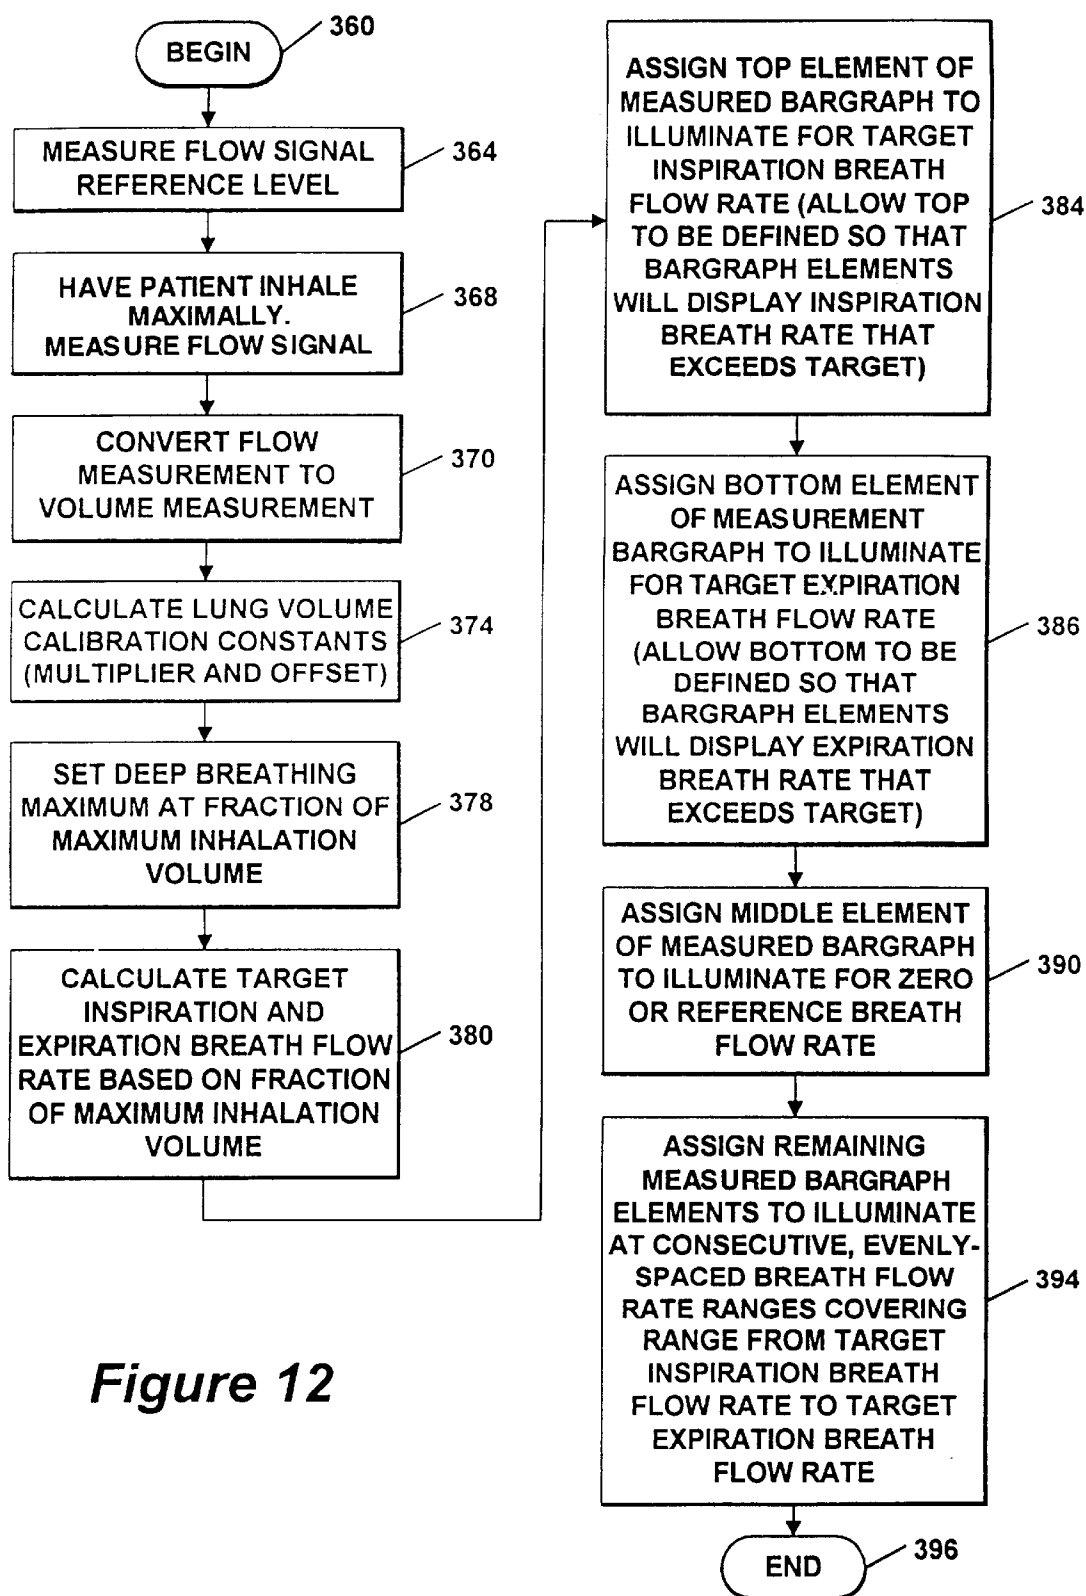 BEGIN
360
MEASURE FLOW SIGNAL
REFERENCE LEVEL
364
HAVE PATIENT INHALE
MAXIMALLY.
MEASURE FLOW SIGNAL
368
CONVERT FLOW
MEASUREMENT TO
VOLUME MEASUREMENT
370
CALCULATE LUNG VOLUME
CALIBRATION CONSTANTS
(MULTIPLIER AND OFFSET)
374
SET DEEP BREATHING
MAXIMUM AT FRACTION OF
MAXIMUM INHALATION
VOLUME
378
CALCULATE TARGET
INSPIRATION AND
EXPIRATION BREATH FLOW
RATE BASED ON FRACTION
OF MAXIMUM INHALATION
VOLUME
380
ASSIGN TOP ELEMENT OF
MEASURED BARGRAPH TO
ILLUMINATE FOR TARGET
INSPIRATION BREATH
FLOW RATE (ALLOW TOP
TO BE DEFINED SO THAT
BARGRAPH ELEMENTS
WILL DISPLAY INSPIRATION
BREATH RATE THAT
EXCEEDS TARGET)
384
ASSIGN BOTTOM ELEMENT
OF MEASUREMENT
BARGRAPH TO ILLUMINATE
FOR TARGET EXPIRATION
BREATH FLOW RATE
(ALLOW BOTTOM TO BE
DEFINED SO THAT
BARGRAPH ELEMENTS
WILL DISPLAY EXPIRATION
BREATH RATE THAT
EXCEEDS TARGET)
386
ASSIGN MIDDLE ELEMENT
OF MEASURED BARGRAPH
TO ILLUMINATE FOR ZERO
OR REFERENCE BREATH
FLOW RATE
390
ASSIGN REMAINING
MEASURED BARGRAPH
ELEMENTS TO ILLUMINATE
AT CONSECUTIVE, EVENLY-
SPACED BREATH FLOW
RATE RANGES COVERING
RANGE FROM TARGET
INSPIRATION BREATH
FLOW RATE TO TARGET
EXPIRATION BREATH
FLOW RATE
394
END
396
Figure 12